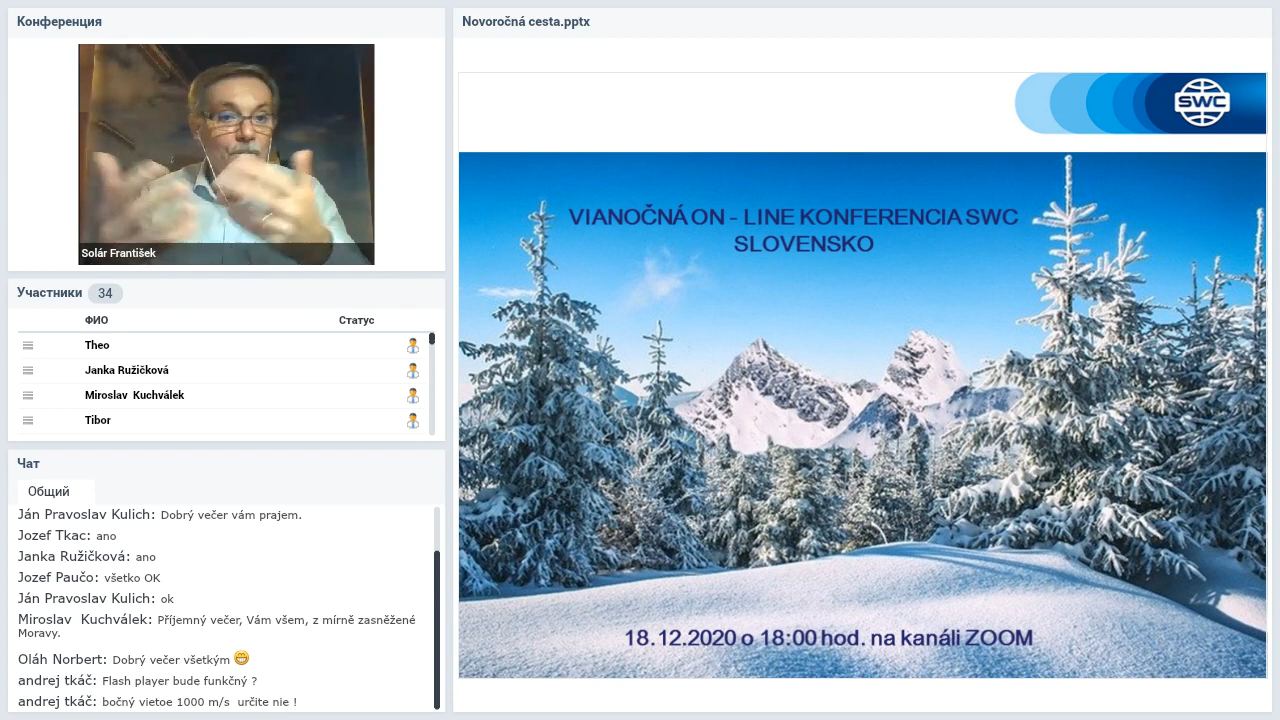 Конференция
Solár František
Участники 34
ФИО Статус
Theo
Janka Ružičková
Miroslav  Kuchválek
Tibor
Чат
Общий
Ján Pravoslav Kulich: Dobrý večer vám prajem.
Jozef Tkac: ano
Janka Ružičková: ano
Jozef Paučo: všetko OK
Ján Pravoslav Kulich: ok
Miroslav  Kuchválek: Příjemný večer, Vám všem, z mírně zasněžené
Moravy.
Oláh Norbert: Dobrý večer všetkým
andrej tkáč: Flash player bude funkčný ?
andrej tkáč: bočný vietoe 1000 m/s  určite nie !
Novoročná cesta.pptx
SWC
VIANOČNÁ ON - LINE KONFERENCIA SWC
SLOVENSKO
18.12.2020 o 18:00 hod. na kanáli ZOOM